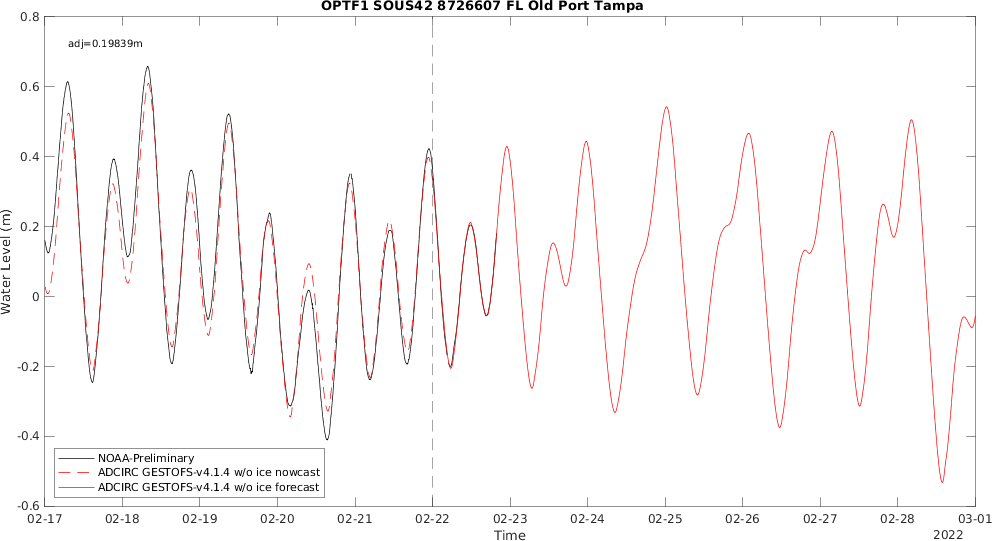 OPTF1 SOUS42 8726607 FL Old Port Tampa
adj=0.19839m
0.8
0.6
0.4
0.2
0
-0.2
-0.4
-0.6
Water Level (m)
NOAA-Preliminary
ADCIRC GESTOFS-v4.1.4 w/o ice nowcast
ADCIRC GESTOFS-v4.1.4 w/o ice forecast
02-17 02-18 02-19 02-20 02-21 02-22 02-23 02-24 02-25 02-26 02-27 02-28 03-01
Time
2022